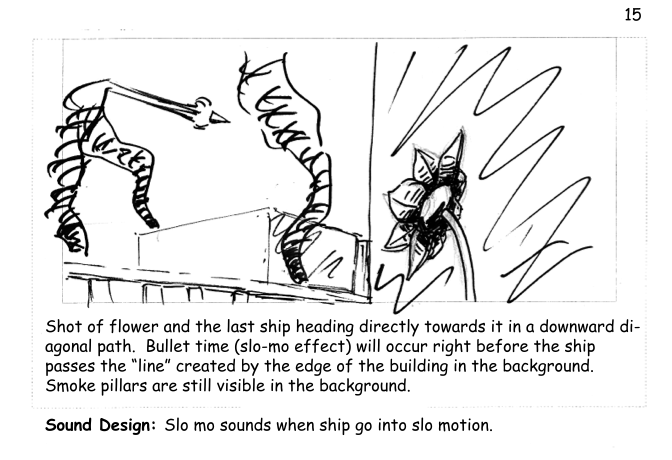 15
Shot of flower and the last ship heading directly towards it in a downward di-
agonal path. Bullet time (slo-mo effect) will occur right before the ship
passes the “line” created by the edge of the building in the background.
Smoke pillars are still visible in the background.
Sound Design: Slo mo sounds when ship go into slo motion.